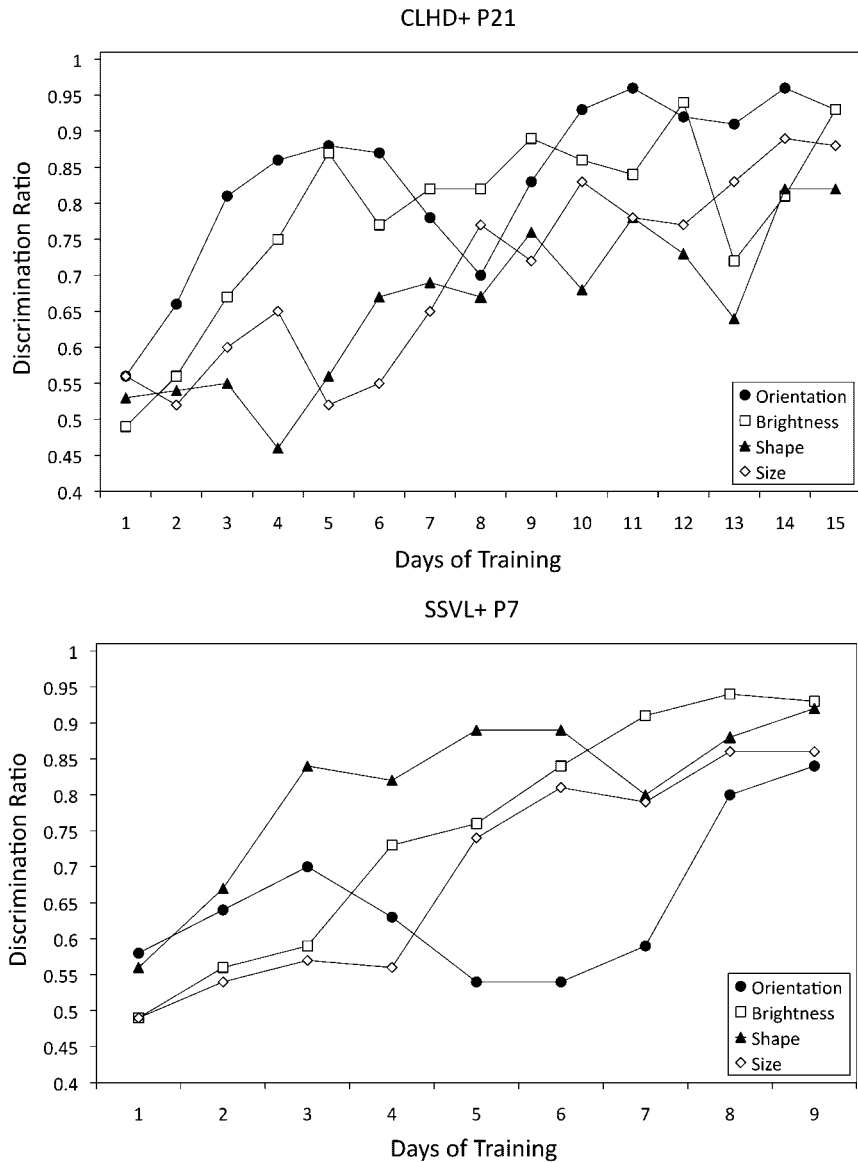 CLHD+ P21
1
0.95
0.9
0.85
0.8
0.75
0.7
0.65
0.6
0.55
0.5
0.45
0.4
Discrimination Ratio
Orientation
Brightness
Shape
Size
1 2 3 4 5 6 7 8 9 10 11 12 13 14 15
Days of Training
SSVL+ P7
1
0.95
0.9
0.85
0.8
0.75
0.7
0.65
0.6
0.55
0.5
0.45
0.4
Discrimination Ratio
Orientation
Brightness
Shape
Size
1 2 3 4 5 6 7 8 9
Days of Training